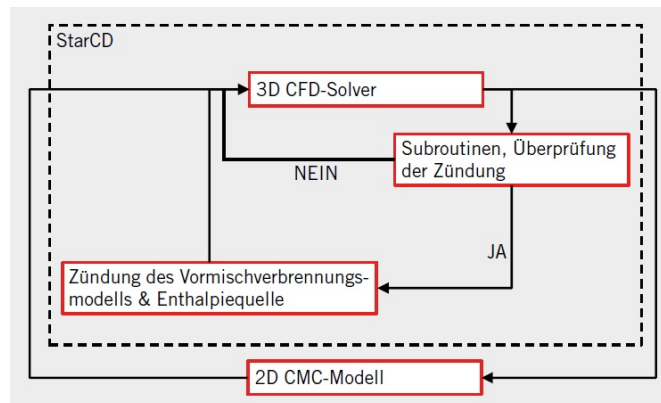 StarCD
3D CFD-Solver
Subroutinen, Überprüfung
der Zündung
NEIN
JA
Zündung des Vormischverbrennungs-
modells & Enthalpiequelle
2D CMC-Modell